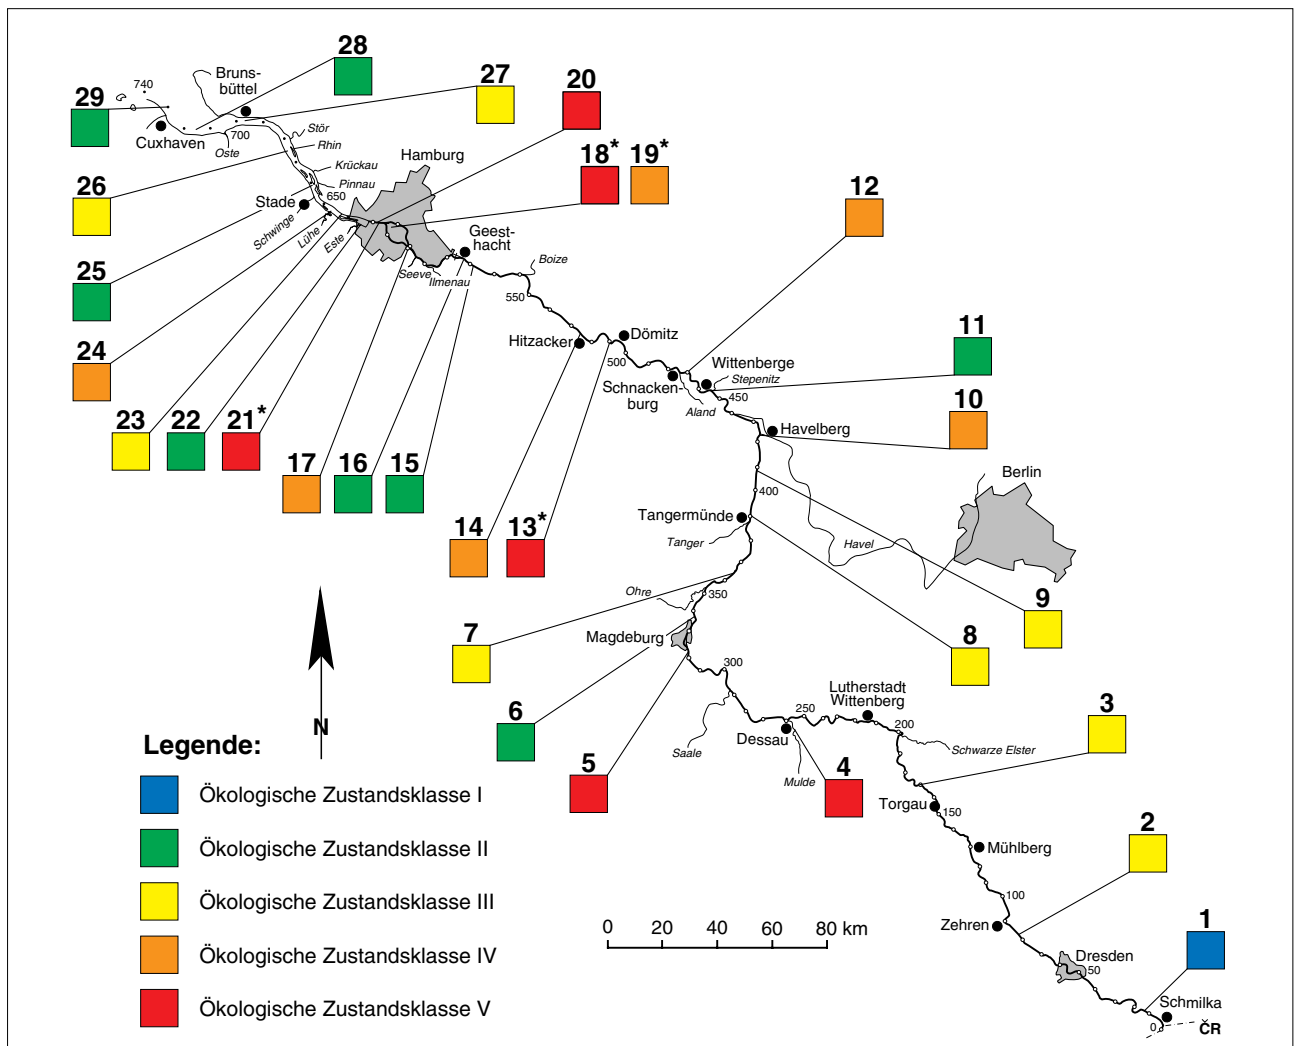 28
Bruns-
büttel
740
29
27
20
Cuxhaven
700
Oste
Stör
Rhin
Krückau
Pinnau
Hamburg
18*
19*
26
Stade
650
Schwinge
Lühe
Este
12
Geest-
hacht
Seeve
Ilmenau
Boize
550
25
Hitzacker
Dömitz
500
11
Wittenberge
Stepenitz
Schnacken-
burg
Aland
450
24
10
Havelberg
23
22
21*
17
16
15
Berlin
400
14
13*
Tangermünde
Tanger
Havel
Ohre
350
9
7
Magdeburg
8
300
Lutherstadt
Wittenberg
3
6
250
200
Dessau
Saale
Schwarze Elster
N
5
4
Mulde
Torgau
150
2
Mühlberg
100
Zehren
0 20 40 60 80 km
1
Dresden
50
Schmilka
0
ČR
Legende:
Ökologische Zustandsklasse I
Ökologische Zustandsklasse II
Ökologische Zustandsklasse III
Ökologische Zustandsklasse IV
Ökologische Zustandsklasse V